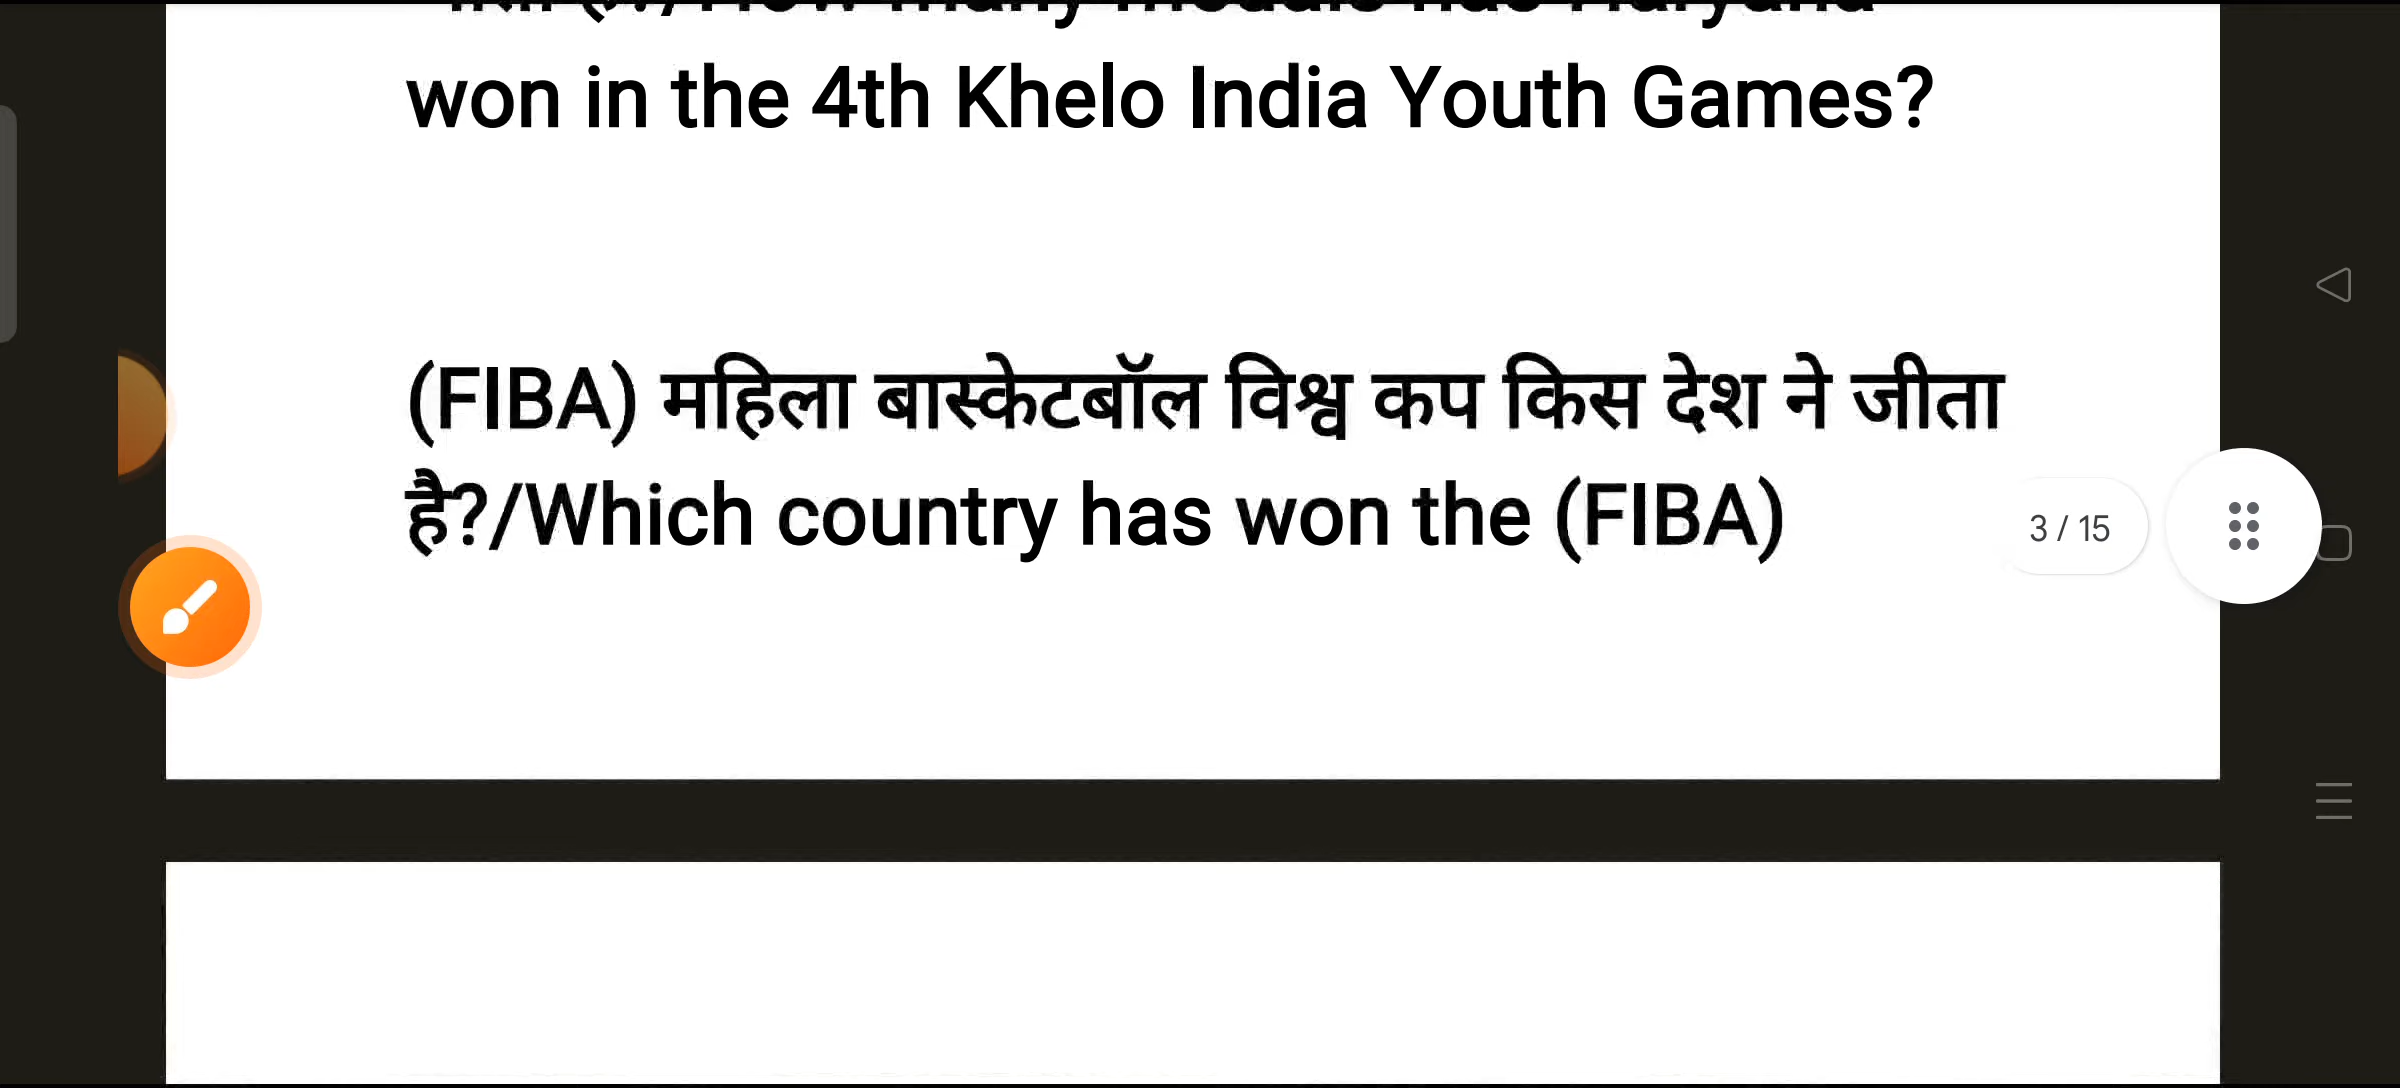 won in the 4th Khelo India Youth Games?
(FIBA) महिला बास्केटबॉल विश्व कप किस देश ने जीता
है?/Which country has won the (FIBA)
3 / 15